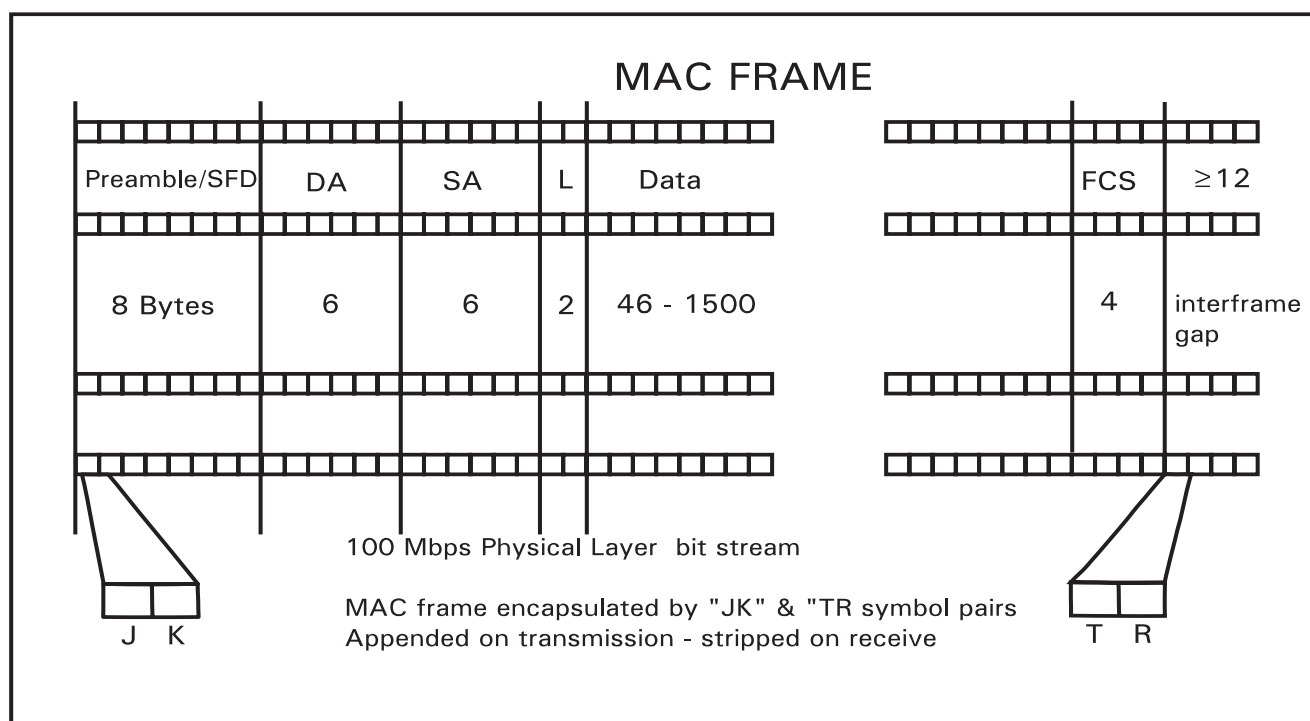 MAC FRAME
Preamble/SFD DA SA L Data FCS ≥12
8 Bytes 6 6 2 46 - 1500 4 interframe
gap
100 Mbps Physical Layer bit stream
MAC frame encapsulated by "JK" & "TR symbol pairs
Appended on transmission - stripped on receive
J K T R